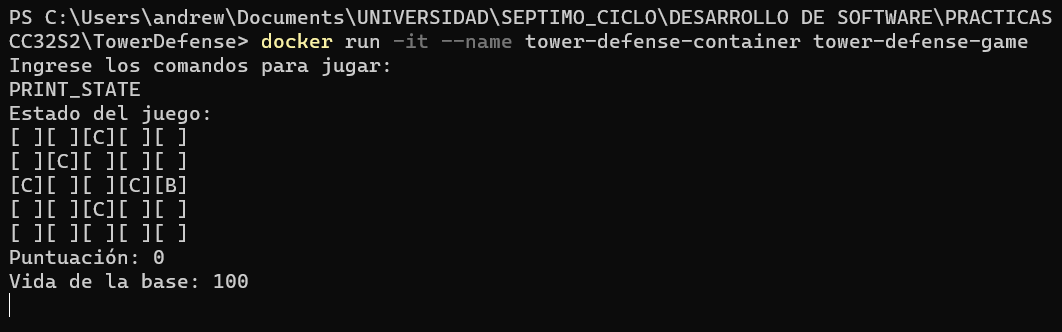 PS C:\Users\andrew\Documents\UNIVERSIDAD\SEPTIMO_CICLO\DESARROLLO DE SOFTWARE\PRACTICAS
CC32S2\TowerDefense> docker run -it --name tower-defense-container tower-defense-game
Ingrese los comandos para jugar:
PRINT_STATE
Estado del juego:
[ ][ ][C][ ][ ]
[ ][C][ ][ ][ ]
[C][ ][ ][C][B]
[ ][ ][C][ ][ ]
[ ][ ][ ][ ][ ]
Puntuación: 0
Vida de la base: 100